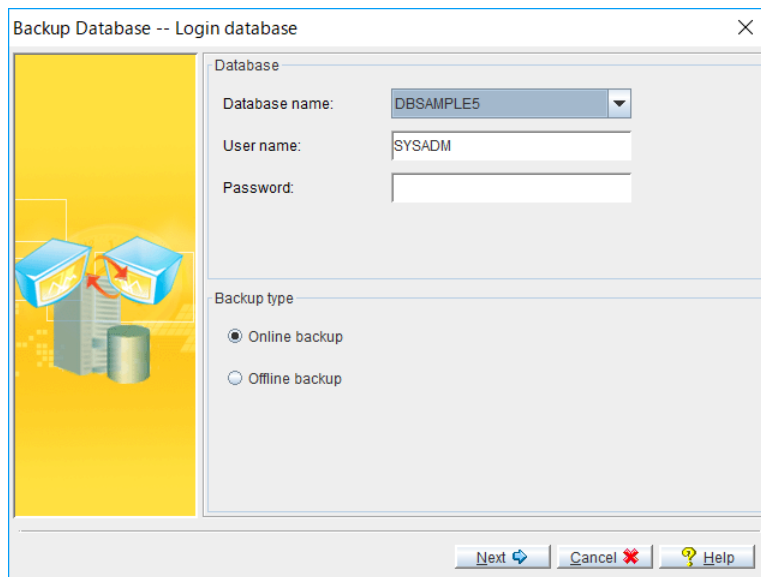 Backup Database -- Login database
Database
Database name: DBSAMPLE5
User name: SYSADM
Password:
Backup type
Online backup
Offline backup
Next Cancel Help